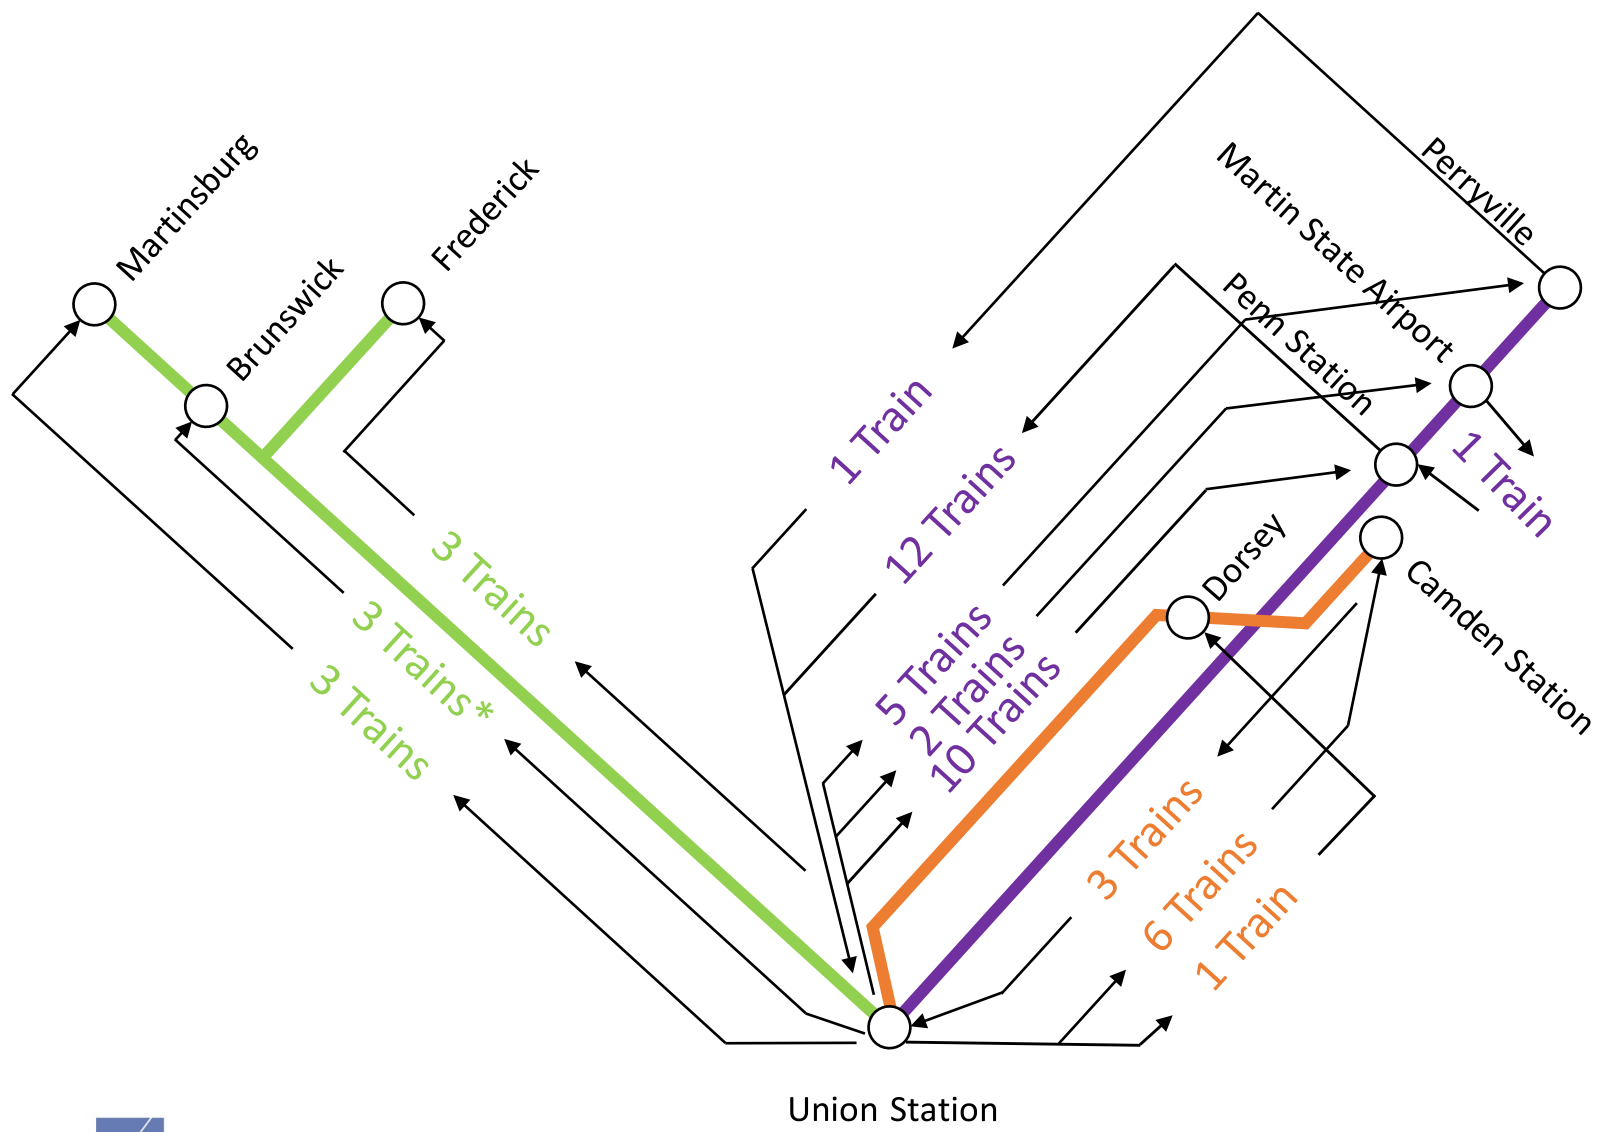 Martinsburg
Brunswick
Frederick
Perryville
Martin State Airport
Penn Station
Dorsey
Camden Station
Union Station
3 Trains
3 Trains*
3 Trains
1 Train
12 Trains
5 Trains
2 Trains
10 Trains
1 Train
3 Trains
6 Trains
1 Train